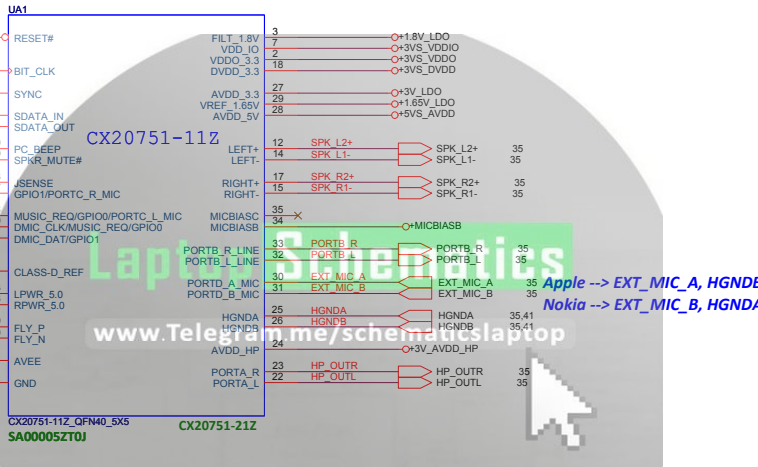 UA1
RESET# FILT_1.8V 3 +1.8V_LDO
VDD_IO 7 +3VS_VDDIO
VDDO_3.3 2 +3VS_VDDO
BIT_CLK DVDD_3.3 18 +3VS_DVDD
SYNC AVDD_3.3 27 +3V_LDO
VREF_1.65V 29 +1.65V_LDO
SDATA_IN AVDD_5V 28 +5VS_AVDD
SDATA_OUT
CX20751-11Z
PC_BEEP LEFT+ 12 SPK_L2+ SPK_L2+ 35
SPKR_MUTE# LEFT- 14 SPK_L1- SPK_L1- 35
JSENSE RIGHT+ 17 SPK_R2+ SPK_R2+ 35
GPIO1/PORTC_R_MIC RIGHT- 15 SPK_R1- SPK_R1- 35
MUSIC_REQ/GPIO0/PORTC_L_MIC MICBIASC 35
DMIC_CLK/MUSIC_REQ/GPIO0 MICBIASB 34 +MICBIASB
DMIC_DAT/GPIO1
PORTB_R_LINE 33 PORTB_R PORTB_R 35
PORTB_L_LINE 32 PORTB_L PORTB_L 35
Laptop Schematics
CLASS-D_REF PORTD_A_MIC 30 EXT_MIC_A EXT_MIC_A 35 Apple --> EXT_MIC_A, HGNDB
LPWR_5.0 PORTD_B_MIC 31 EXT_MIC_B EXT_MIC_B 35
RPWR_5.0 Nokia --> EXT_MIC_B, HGNDA
HGNDA 25 HGNDA HGNDA 35,41
FLY_P HGNDB 26 HGNDB HGNDB 35,41
FLY_N
www.Telegram.me/schematicslaptop
AVDD_HP 24 +3V_AVDD_HP
AVEE PORTA_R 23 HP_OUTR HP_OUTR 35
GND PORTA_L 22 HP_OUTL HP_OUTL 35
CX20751-11Z_QFN40_5X5
CX20751-21Z
SA00005ZT0J